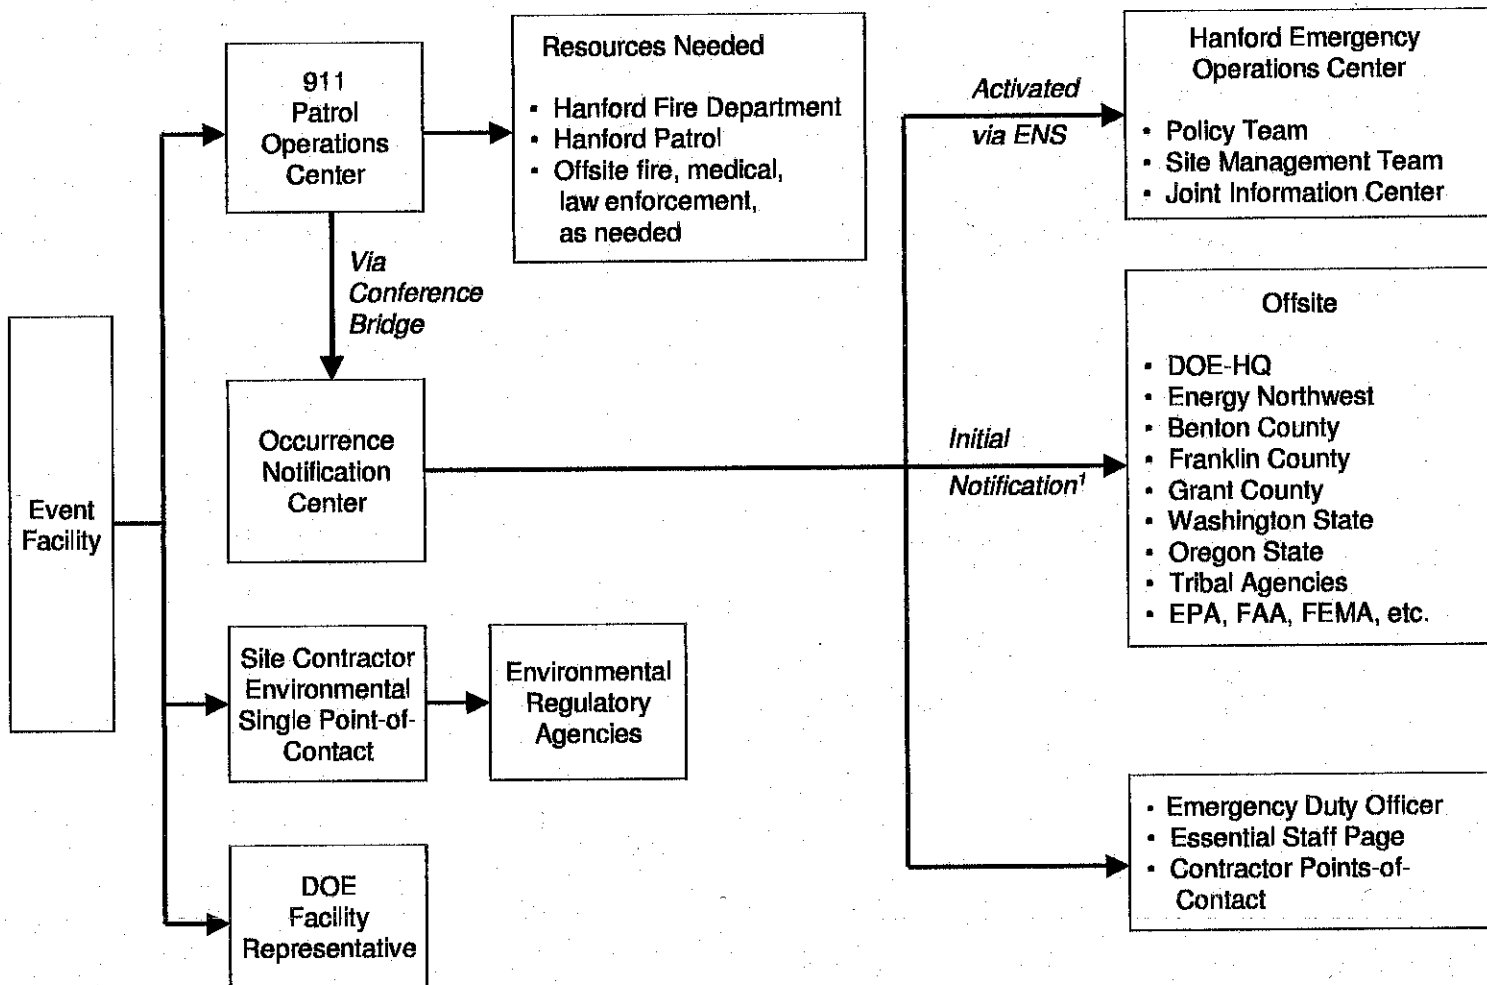 911
Patrol
Operations
Center
Resources Needed
▪ Hanford Fire Department
▪ Hanford Patrol
▪ Offsite fire, medical,
law enforcement,
as needed
Activated
via ENS
Hanford Emergency
Operations Center
▪ Policy Team
▪ Site Management Team
▪ Joint Information Center
Via
Conference
Bridge
Event
Facility
Occurrence
Notification
Center
Initial
Notification¹
Offsite
▪ DOE-HQ
▪ Energy Northwest
▪ Benton County
▪ Franklin County
▪ Grant County
▪ Washington State
▪ Oregon State
▪ Tribal Agencies
▪ EPA, FAA, FEMA, etc.
Site Contractor
Environmental
Single Point-of-
Contact
Environmental
Regulatory
Agencies
▪ Emergency Duty Officer
▪ Essential Staff Page
▪ Contractor Points-of-
Contact
DOE
Facility
Representative